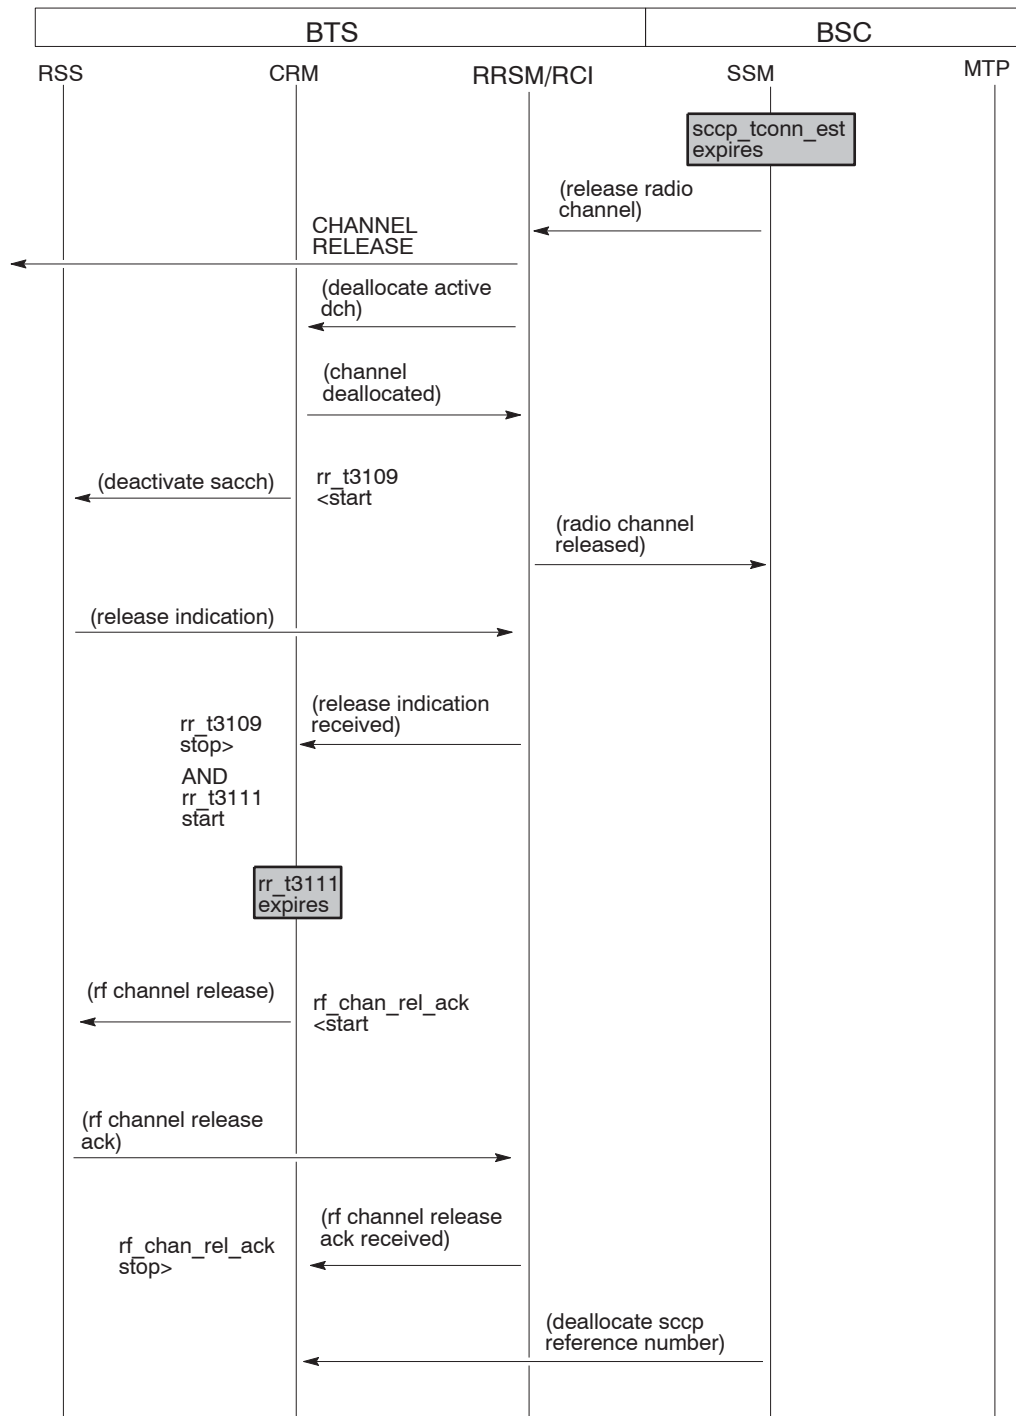 BTS
BSC
RSS
CRM
RRSM/RCI
SSM
MTP
sccp_tconn_est
expires
(release radio
channel)
CHANNEL
RELEASE
(deallocate active
dch)
(channel
deallocated)
(deactivate sacch)
rr_t3109
<start
(radio channel
released)
(release indication)
(release indication
received)
rr_t3109
stop>
AND
rr_t3111
start
rr_t3111
expires
(rf channel release)
rf_chan_rel_ack
<start
(rf channel release
ack)
(rf channel release
ack received)
rf_chan_rel_ack
stop>
(deallocate sccp
reference number)